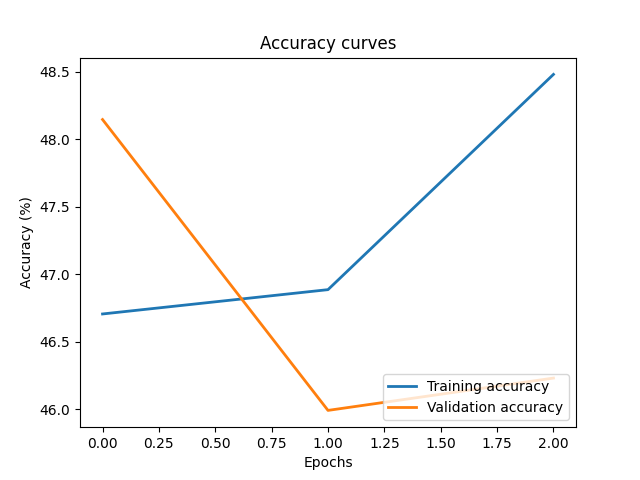 Accuracy curves
48.5
48.0
47.5
47.0
46.5
46.0
Accuracy (%)
Training accuracy
Validation accuracy
0.00 0.25 0.50 0.75 1.00 1.25 1.50 1.75 2.00
Epochs